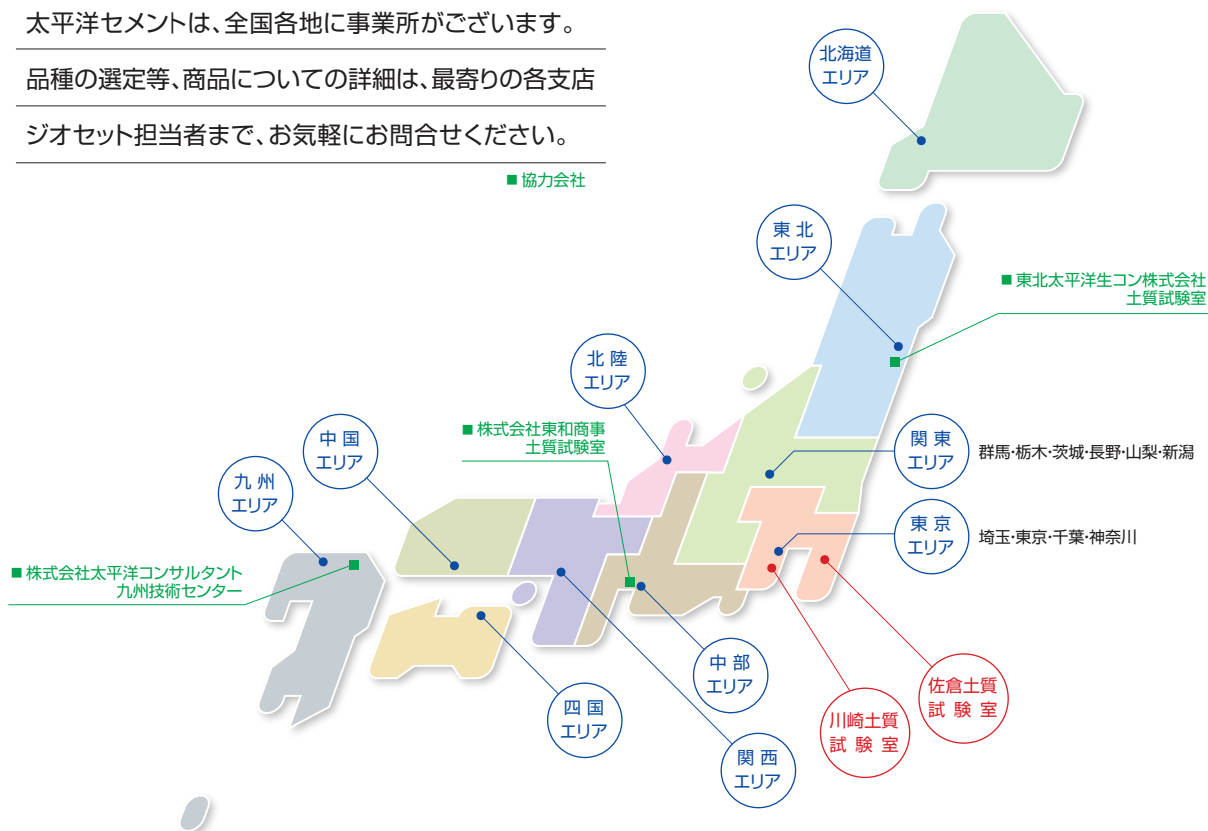 太平洋セメントは、全国各地に事業所がございます。
品種の選定等、商品についての詳細は、最寄りの各支店
ジオセット担当者まで、お気軽にお問合せください。
■ 協力会社
北海道
エリア
東 北
エリア
■ 東北太平洋生コン株式会社
土質試験室
北 陸
エリア
■ 株式会社東和商事
土質試験室
中 国
エリア
関 東
エリア
群馬・栃木・茨城・長野・山梨・新潟
九 州
エリア
東 京
エリア
埼玉・東京・千葉・神奈川
■ 株式会社太平洋コンサルタント
九州技術センター
中 部
エリア
佐倉土質
試 験 室
四 国
エリア
川崎土質
試 験 室
関 西
エリア